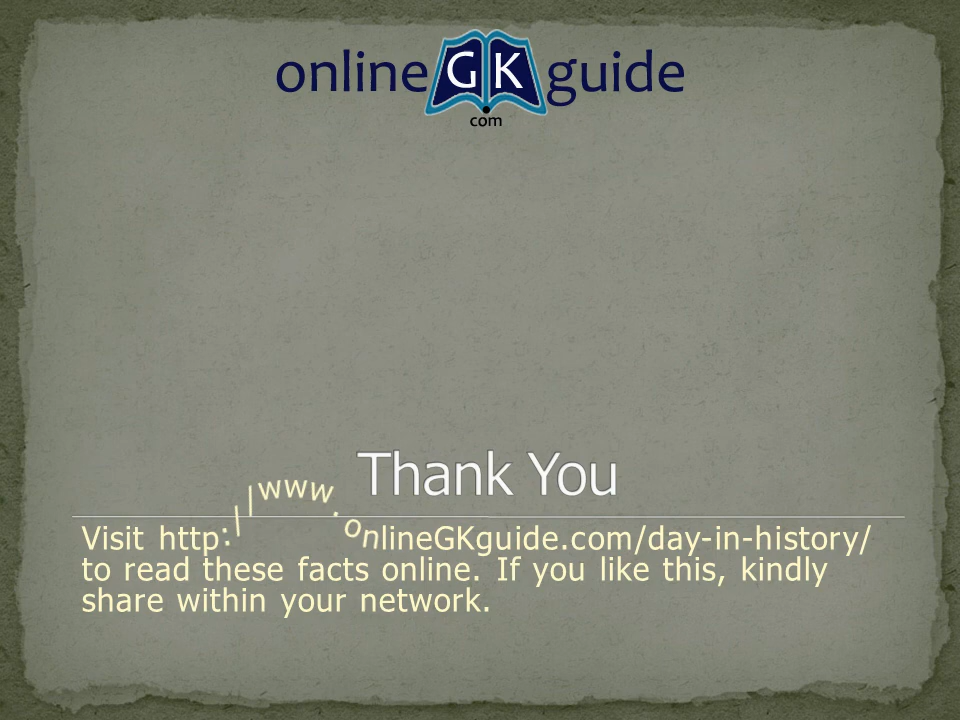 online GK guide
com
Thank You
Visit http://www.onlineGKguide.com/day-in-history/
to read these facts online. If you like this, kindly
share within your network.